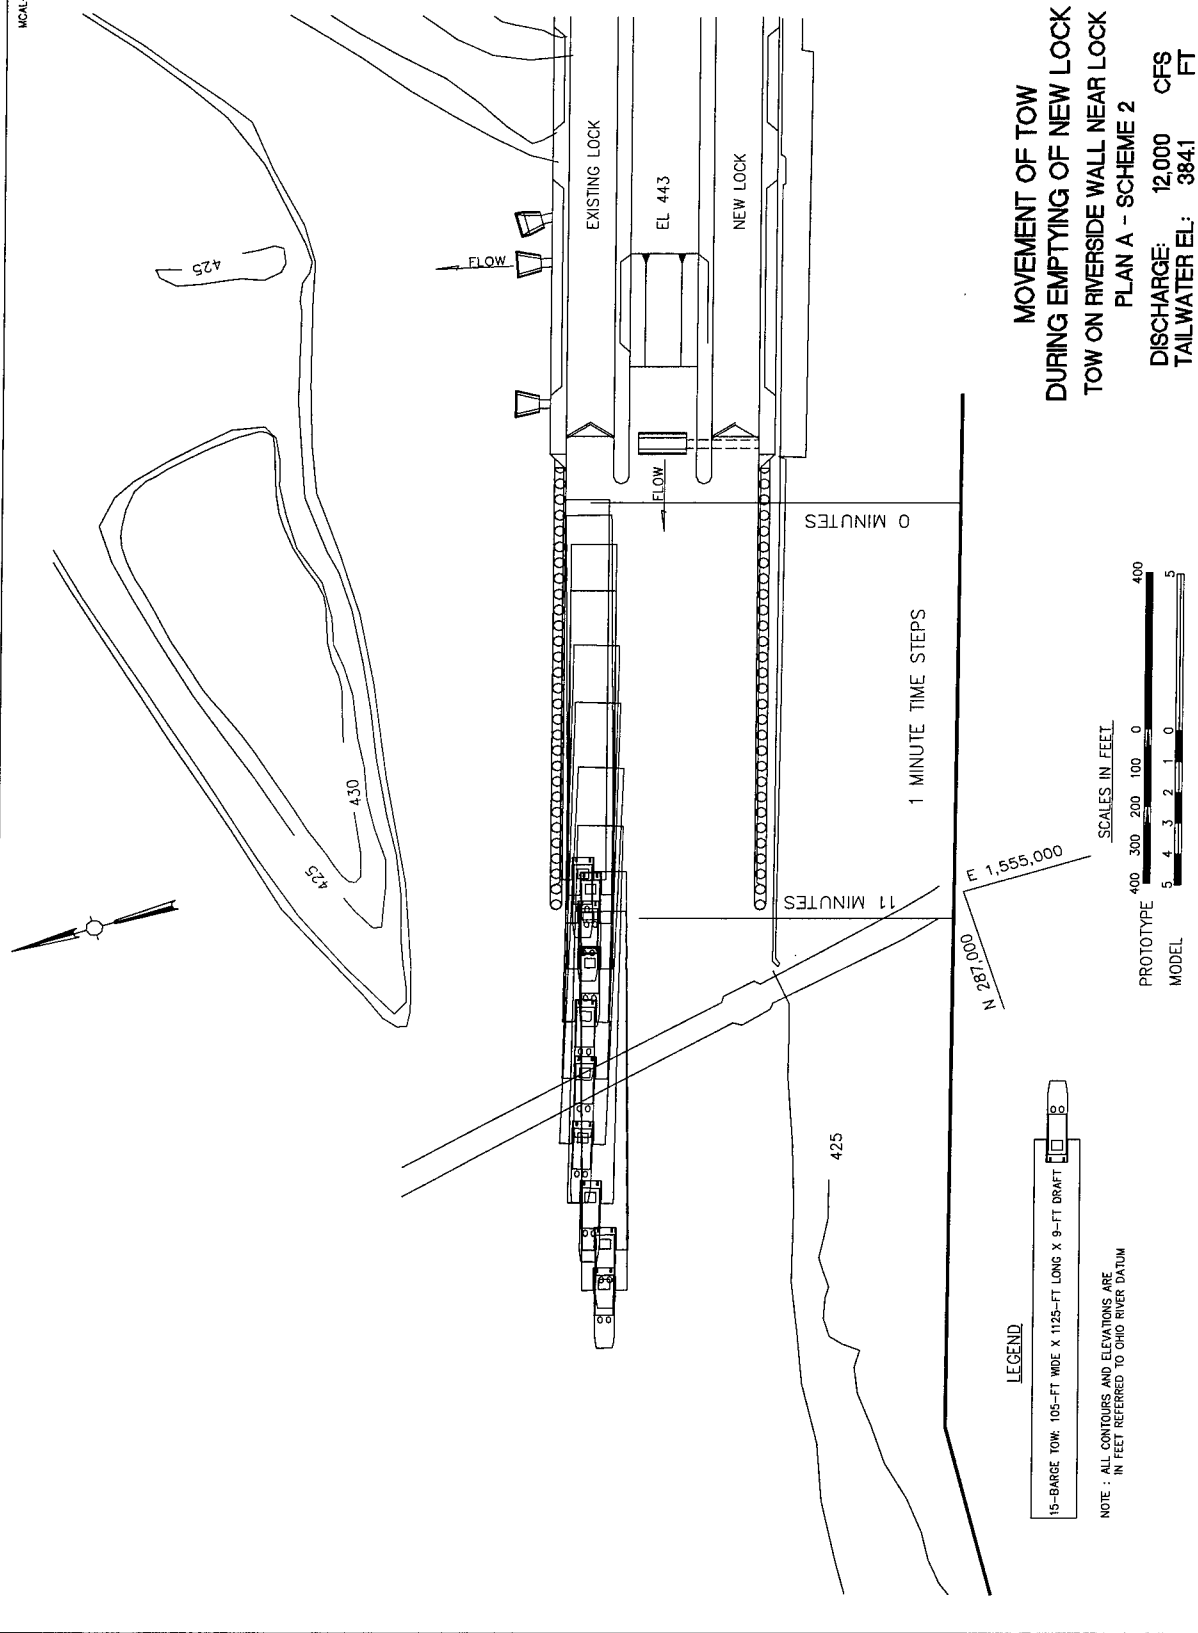 MCAL-
MOVEMENT OF TOW
DURING EMPTYING OF NEW LOCK
TOW ON RIVERSIDE WALL NEAR LOCK
PLAN A - SCHEME 2
DISCHARGE: 12,000 CFS
TAILWATER EL: 384.1 FT
EXISTING LOCK
EL 443
NEW LOCK
FLOW
FLOW
425
430
425
0 MINUTES
1 MINUTE TIME STEPS
11 MINUTES
E 1,555,000
N 287,000
425
SCALES IN FEET
PROTOTYPE 400 300 200 100 0 400
MODEL 5 4 3 2 1 0 5
LEGEND
15-BARGE TOW: 105-FT WIDE X 1125-FT LONG X 9-FT DRAFT
NOTE : ALL CONTOURS AND ELEVATIONS ARE
IN FEET REFERRED TO OHIO RIVER DATUM